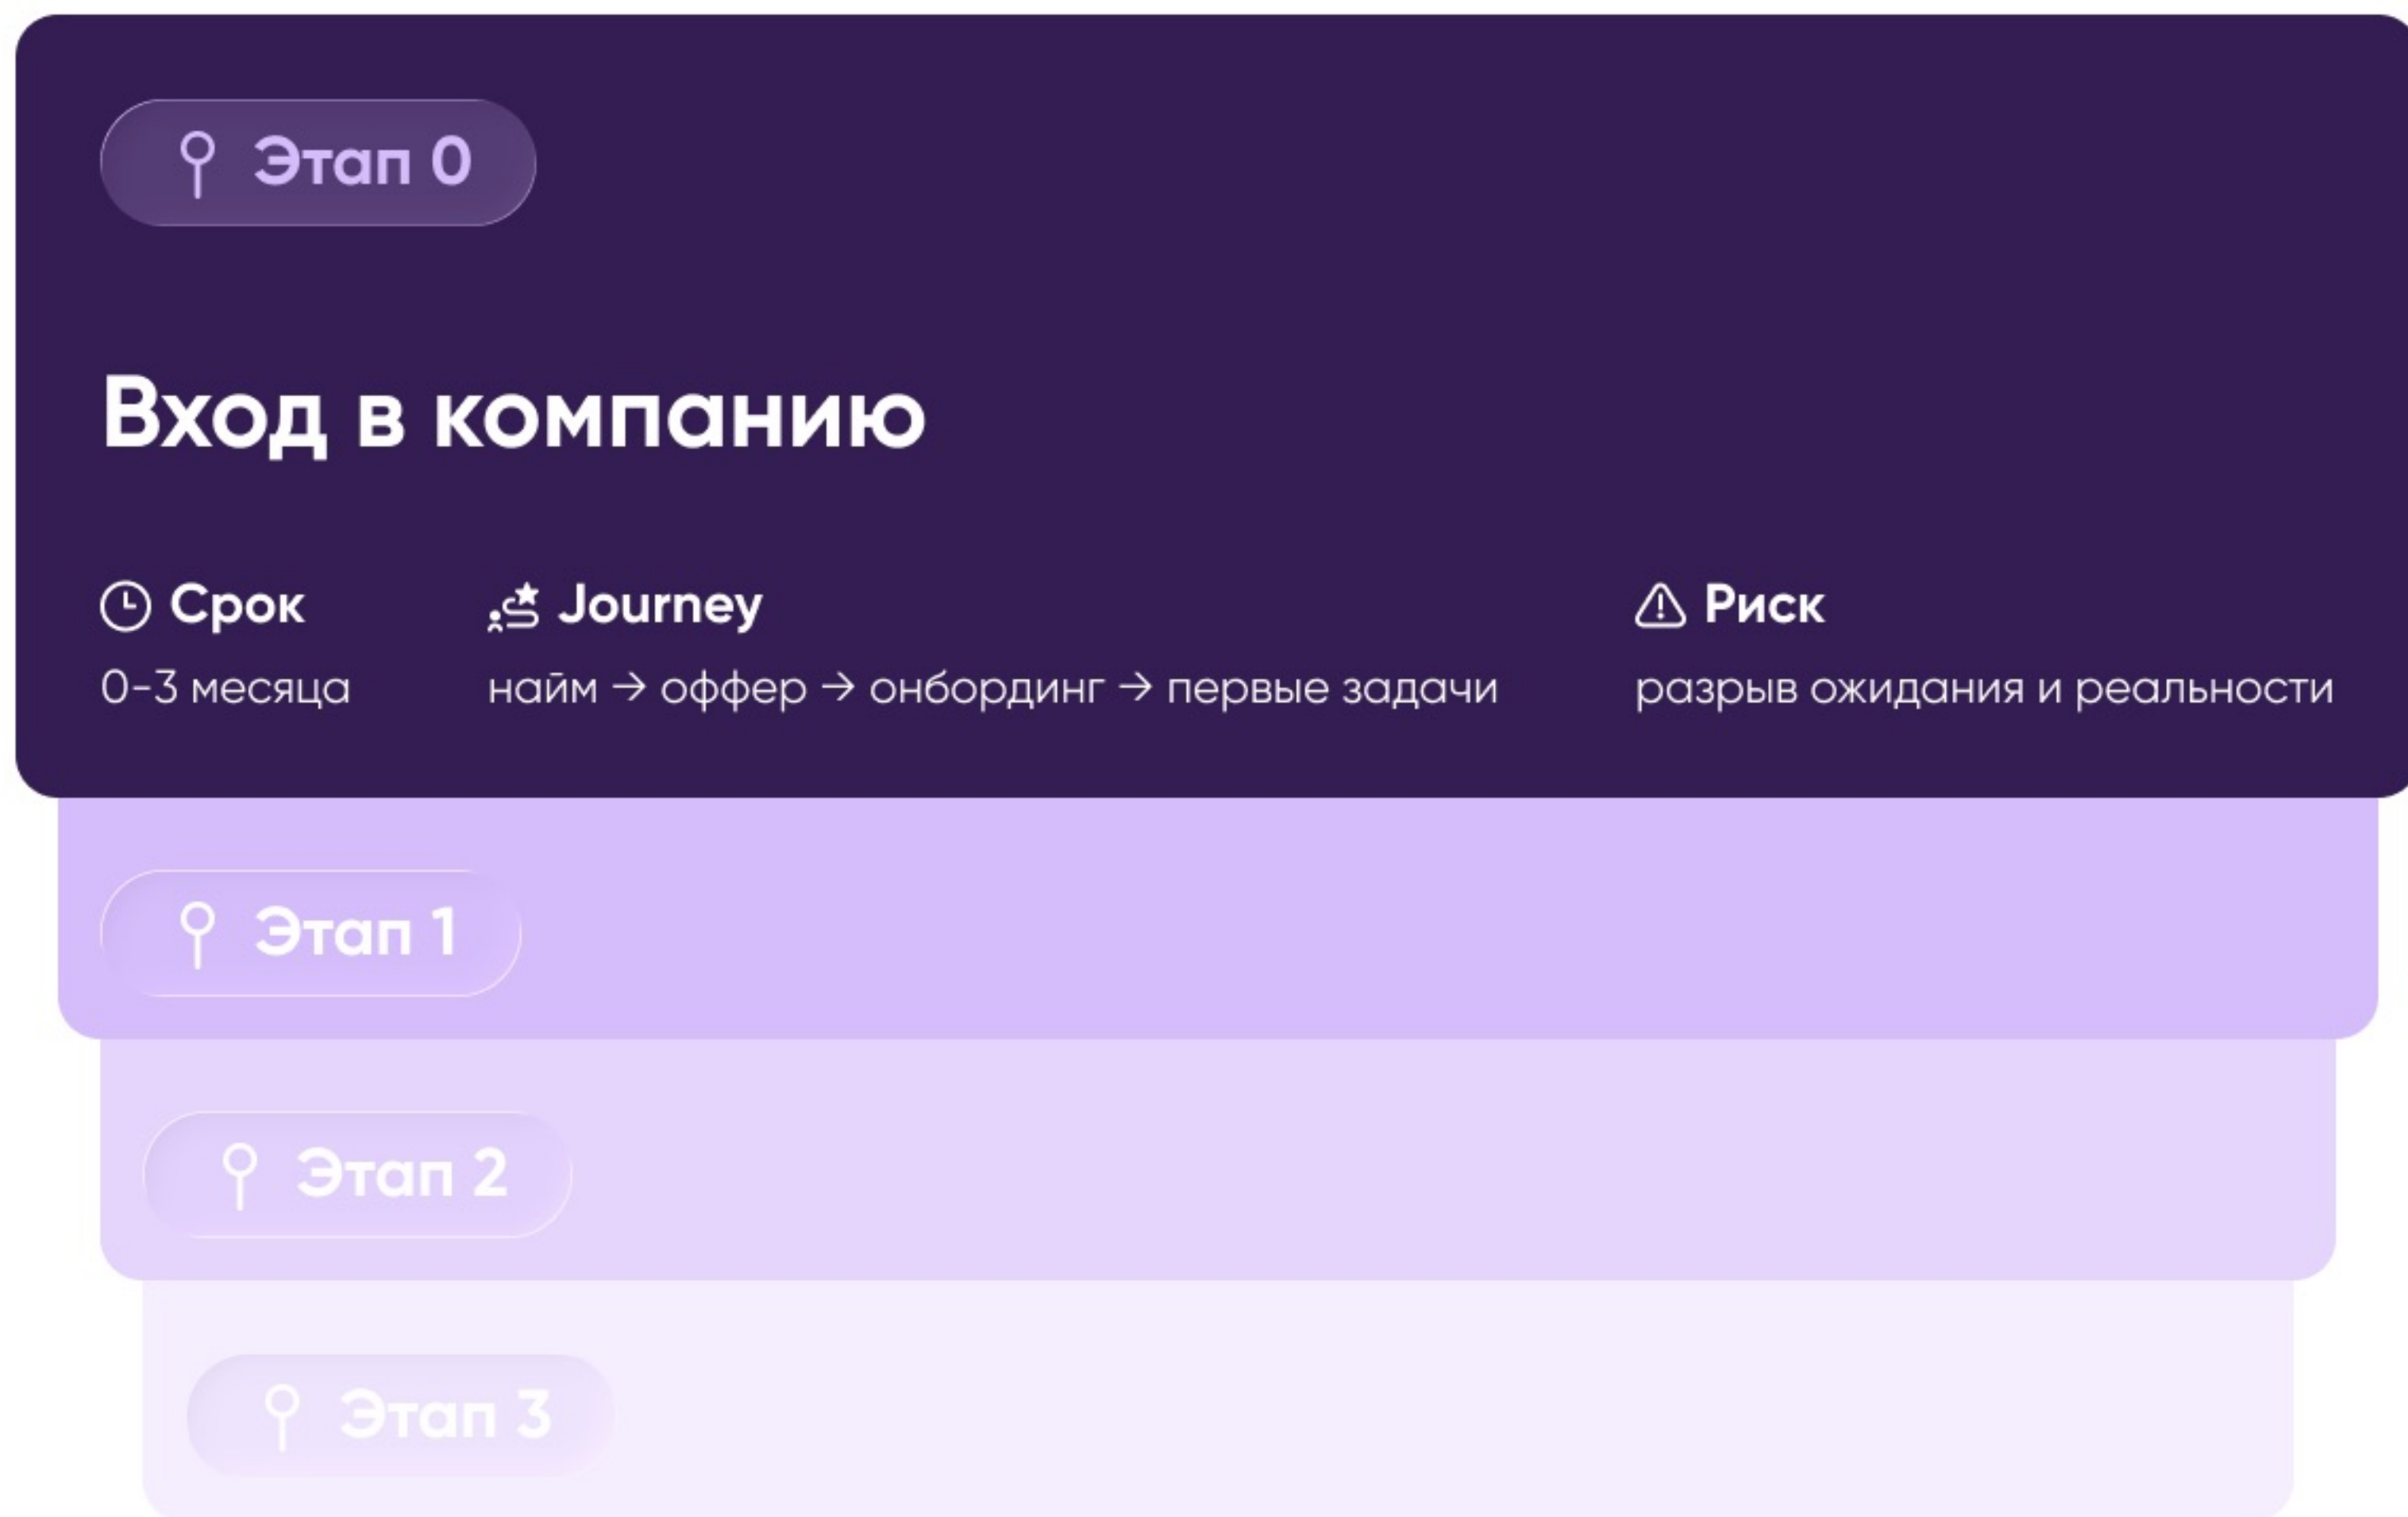 Этап 0
Вход в компанию
Срок
0-3 месяца
Journey
найм → оффер → онбординг → первые задачи
Риск
разрыв ожидания и реальности
Этап 1
Этап 2
Этап 3